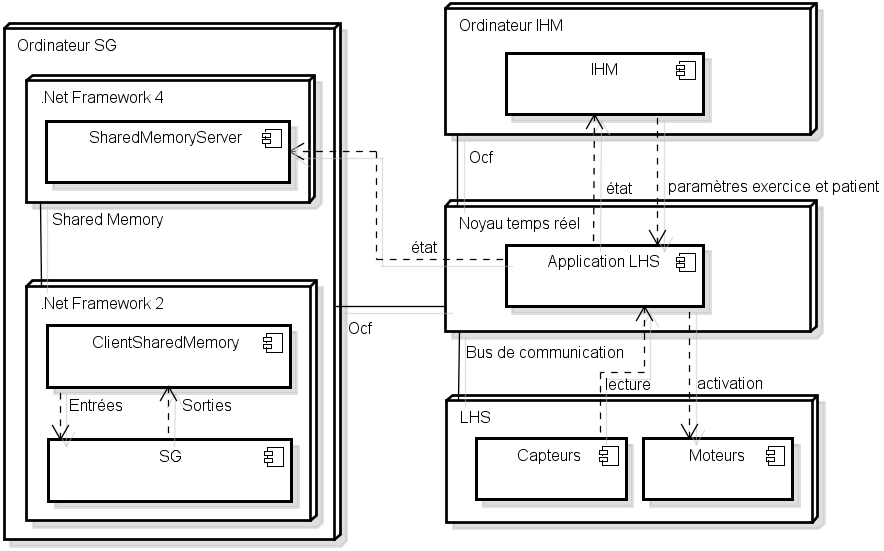 Ordinateur SG
.Net Framework 4
SharedMemoryServer
Shared Memory
.Net Framework 2
ClientSharedMemory
Entrées
Sorties
SG
état
Ocf
Ordinateur IHM
IHM
Ocf
état
paramètres exercice et patient
Noyau temps réel
Application LHS
Bus de communication
lecture
activation
LHS
Capteurs
Moteurs